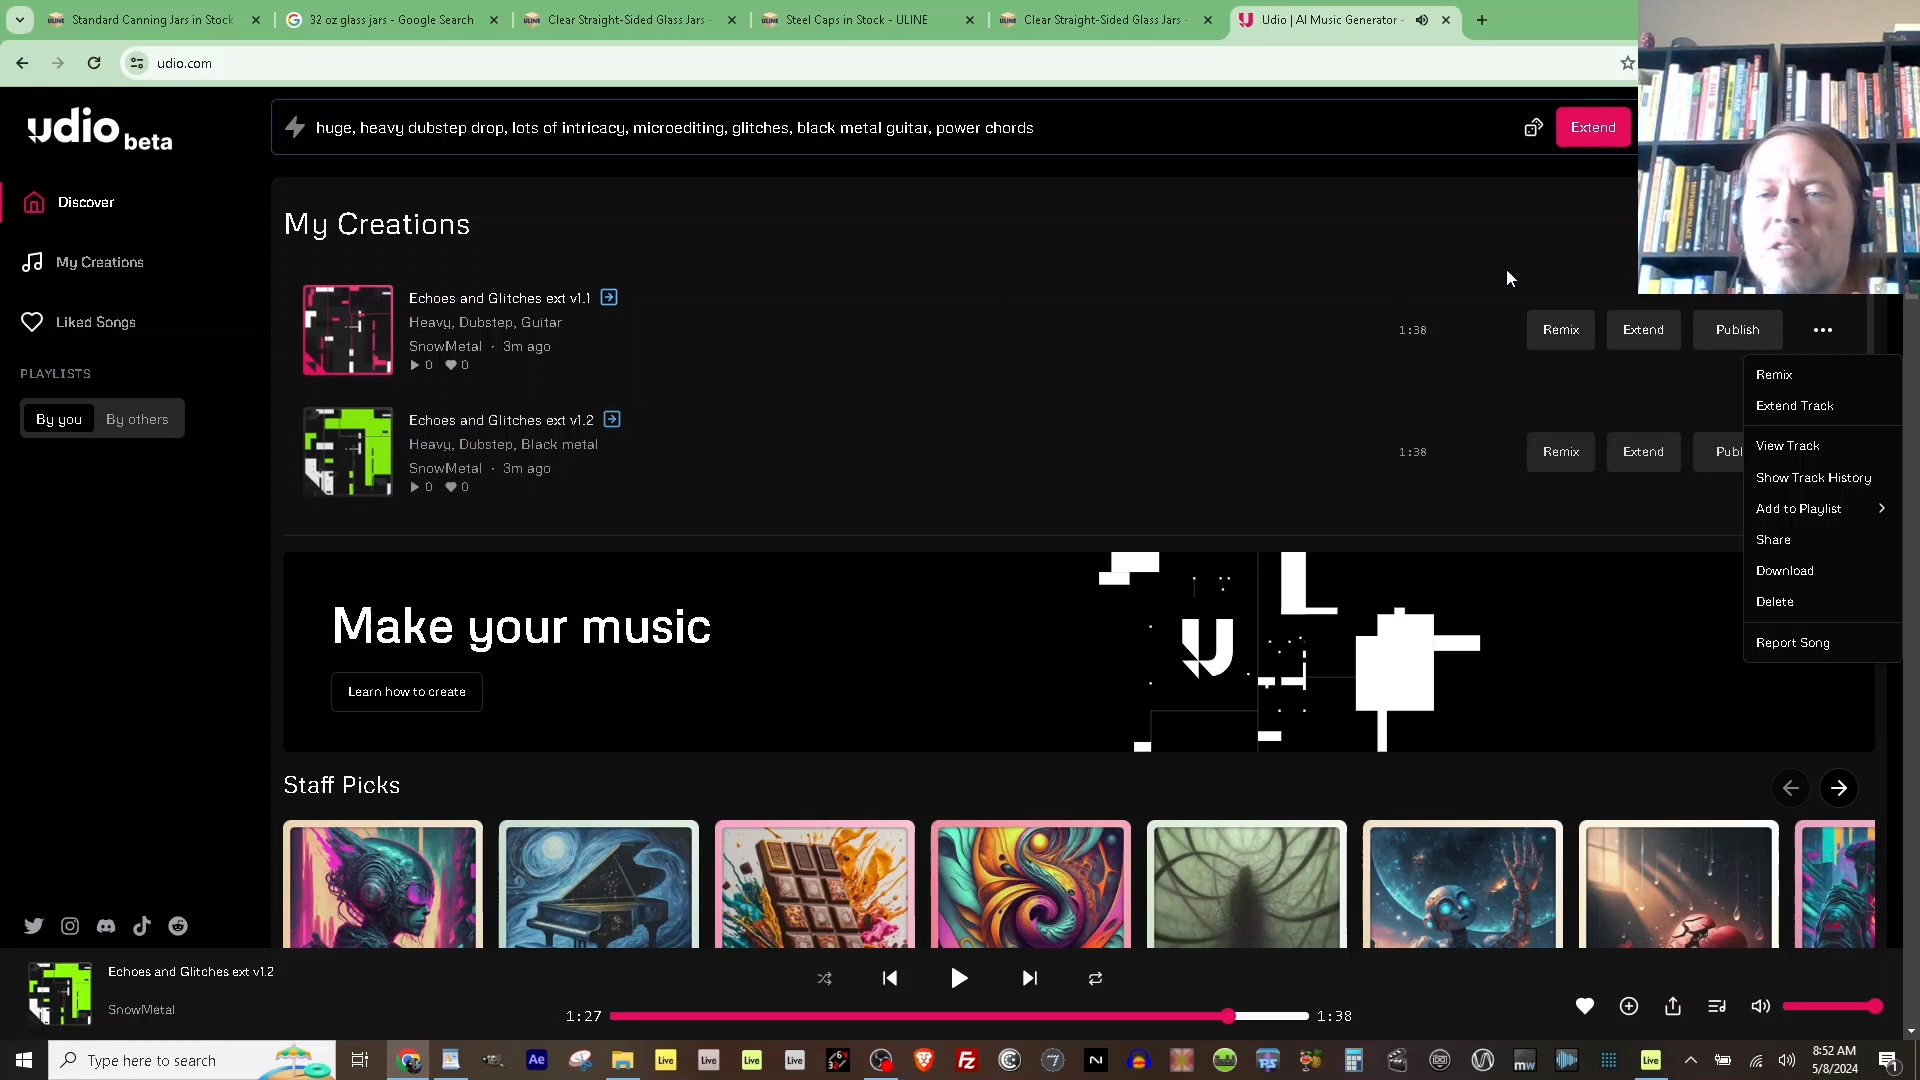 Standard Canning Jars in Stock
32 oz glass jars - Google Search
Clear Straight-Sided Glass Jars -
Steel Caps in Stock - ULINE
Clear Straight-Sided Glass Jars -
Udio | AI Music Generator -
udio.com
udio beta
huge, heavy dubstep drop, lots of intricacy, microediting, glitches, black metal guitar, power chords
Extend
Discover
My Creations
Liked Songs
PLAYLISTS
By you
By others
My Creations
Echoes and Glitches ext v1.1
Heavy, Dubstep, Guitar
SnowMetal · 3m ago
0 0
1:38
Remix
Extend
Publish
Echoes and Glitches ext v1.2
Heavy, Dubstep, Black metal
SnowMetal · 3m ago
0 0
1:38
Remix
Extend
Publ
Remix
Extend Track
View Track
Show Track History
Add to Playlist
Share
Download
Delete
Report Song
Make your music
Learn how to create
Staff Picks
Echoes and Glitches ext v1.2
SnowMetal
1:27
1:38
Type here to search
8:52 AM
5/8/2024